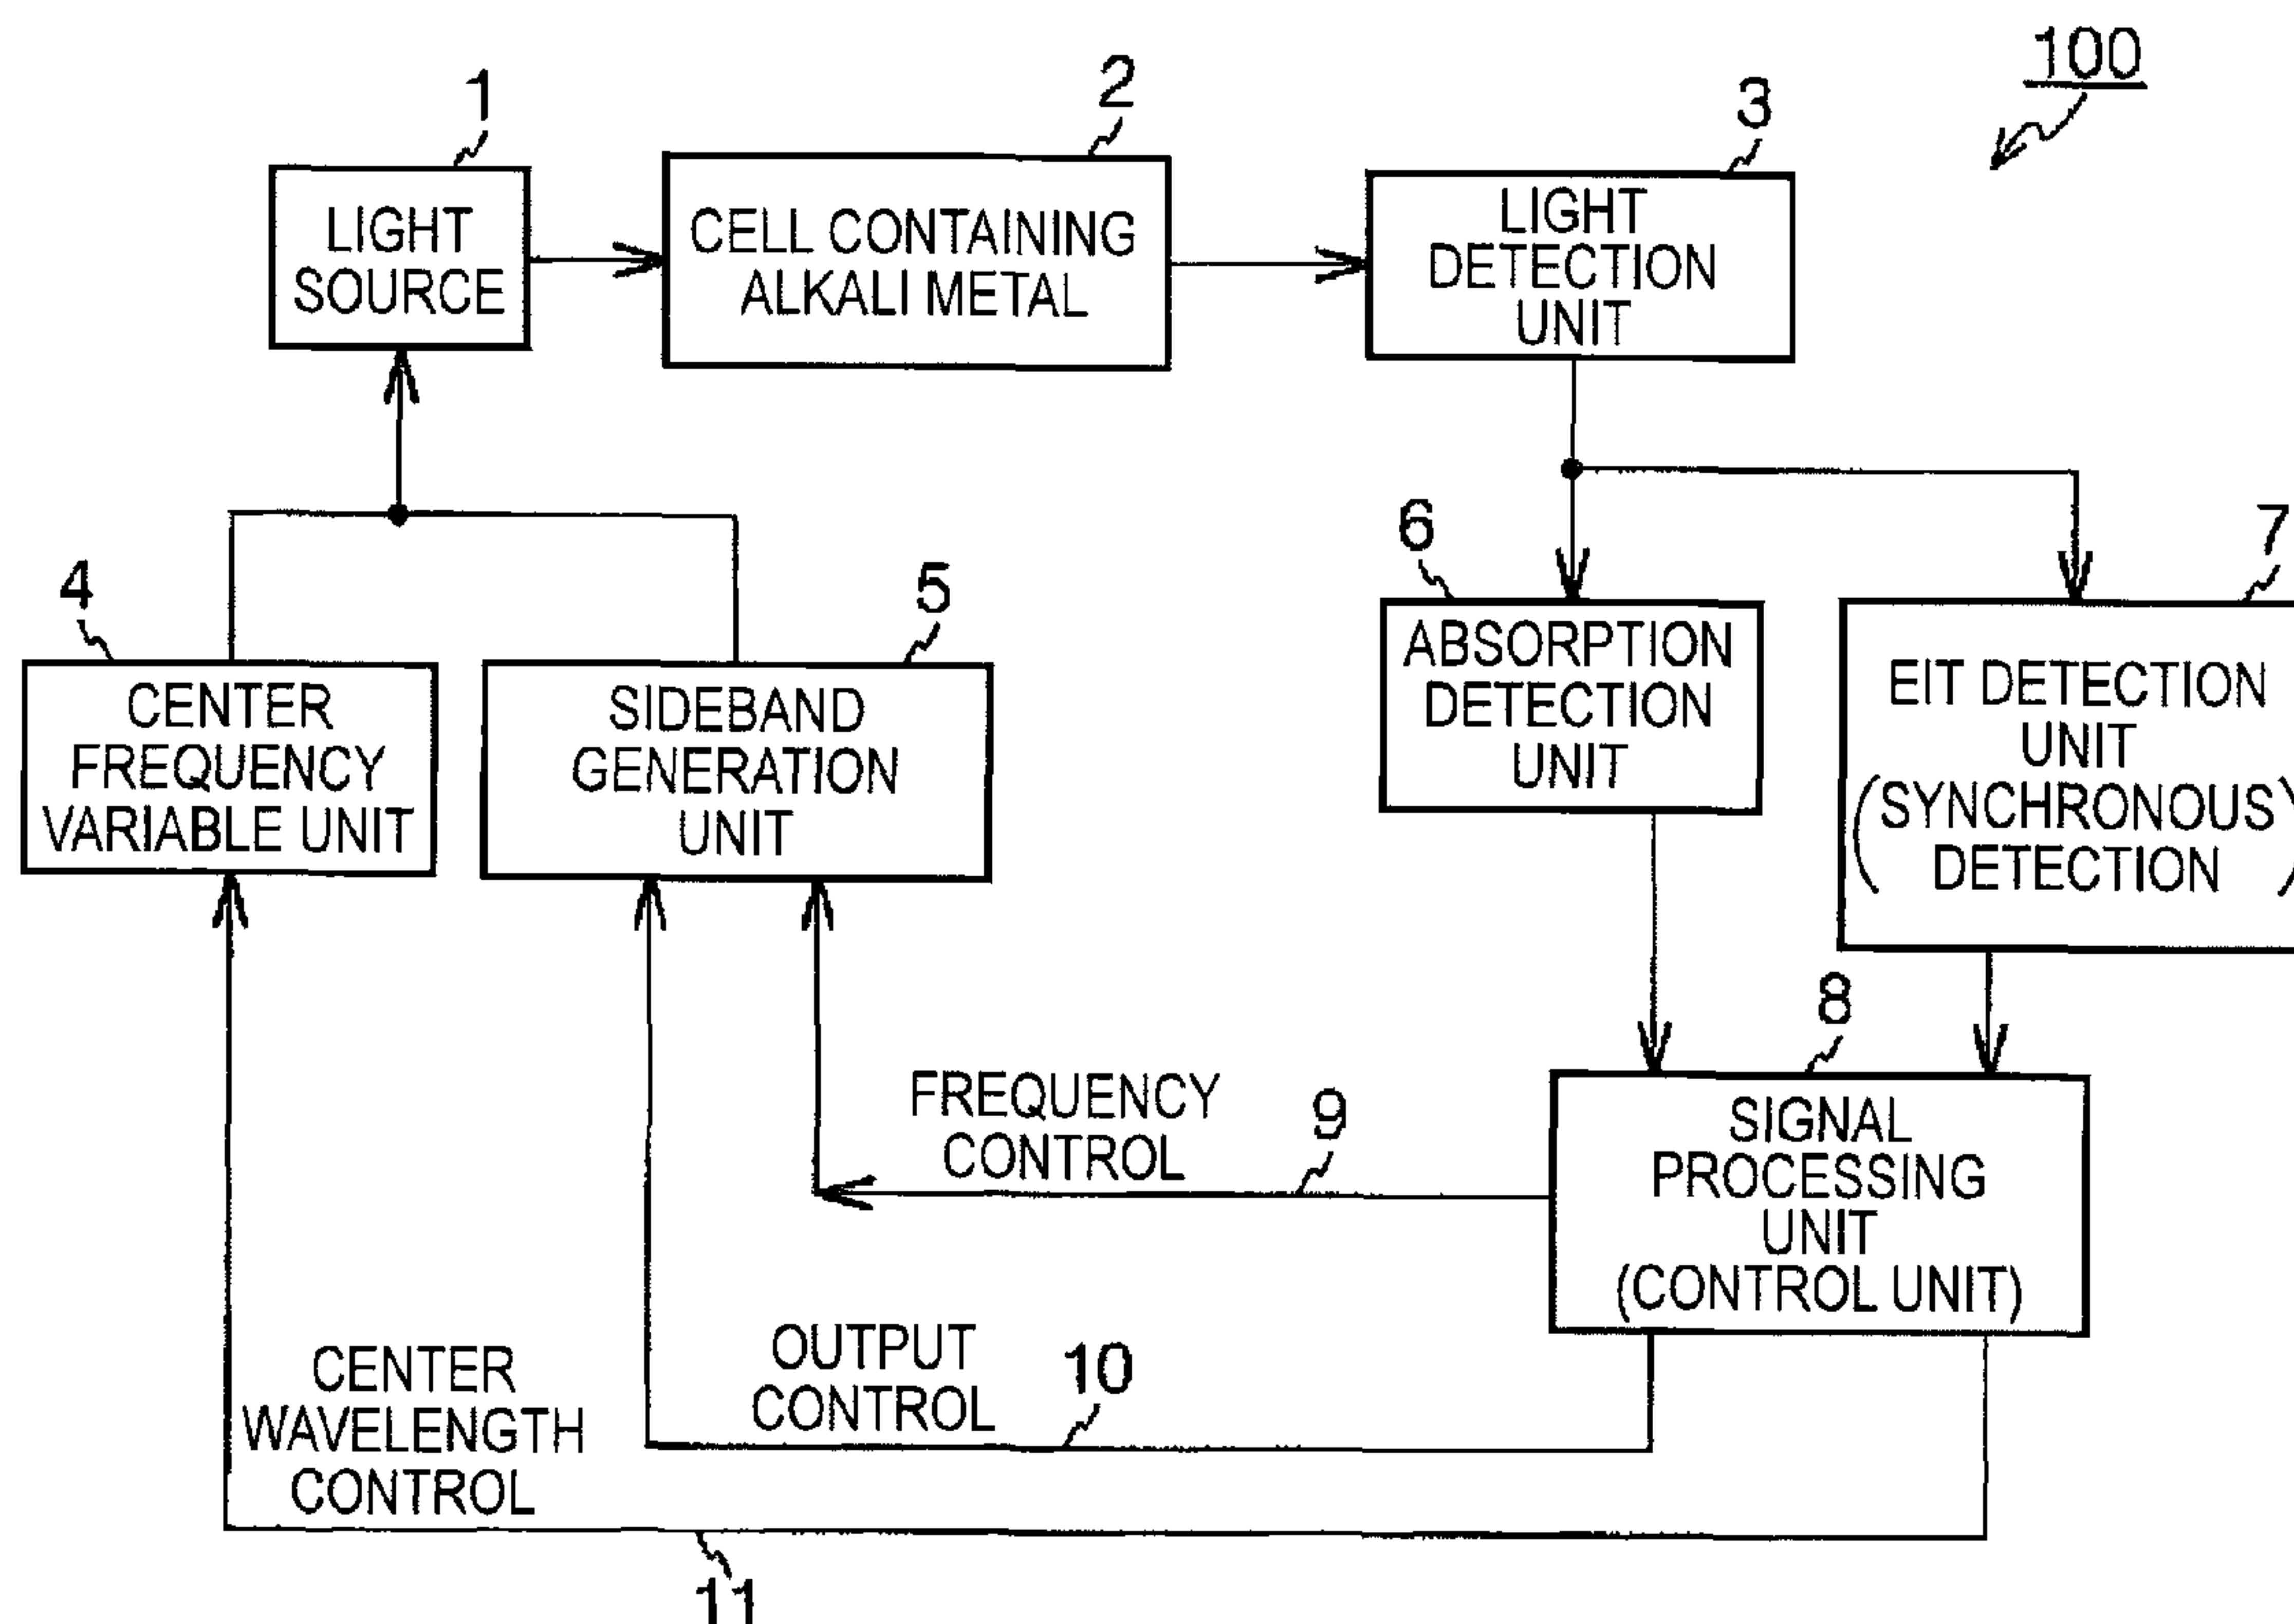 100
1
LIGHT
SOURCE
2
CELL CONTAINING
ALKALI METAL
3
LIGHT
DETECTION
UNIT
4
CENTER
FREQUENCY
VARIABLE UNIT
5
SIDEBAND
GENERATION
UNIT
6
ABSORPTION
DETECTION
UNIT
7
EIT DETECTION
UNIT
(SYNCHRONOUS)
DETECTION
8
SIGNAL
PROCESSING
UNIT
(CONTROL UNIT)
FREQUENCY
CONTROL
9
OUTPUT
CONTROL
10
CENTER
WAVELENGTH
CONTROL
11